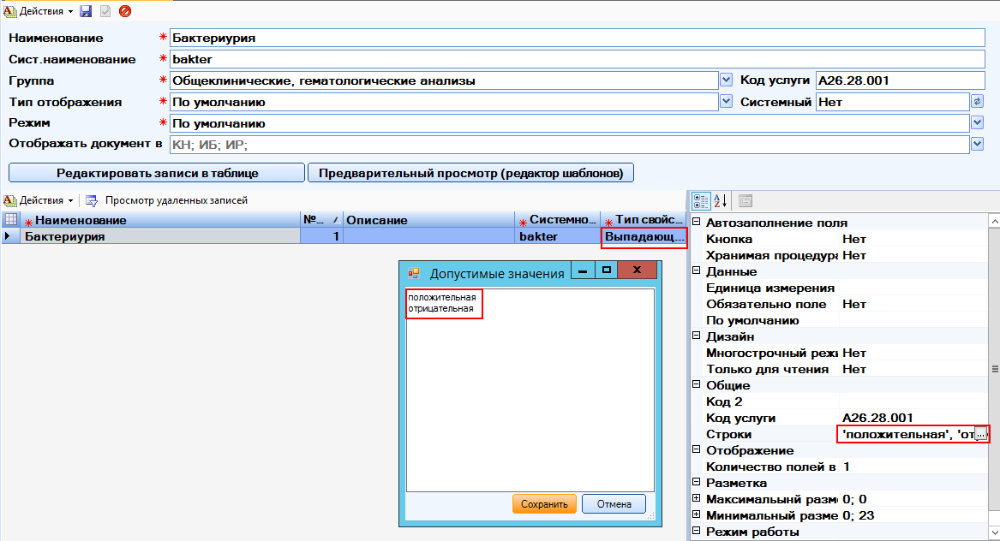 Действия
Наименование * Бактериурия
Сист.наименование * bakter
Группа * Общеклинические, гематологические анализы Код услуги A26.28.001
Тип отображения * По умолчанию Системный Нет
Режим * По умолчанию
Отображать документ в КН; ИБ; ИР;
Редактировать записи в таблице Предварительный просмотр (редактор шаблонов)
Действия Просмотр удаленных записей
* Наименование №... Описание * Системно... * Тип свойс...
Бактериурия 1 bakter Выпадающ...
Допустимые значения
положительная
отрицательная
Сохранить Отмена
Автозаполнение поля
Кнопка Нет
Хранимая процедура Нет
Данные
Единица измерения
Обязательно поле Нет
По умолчанию
Дизайн
Многострочный режи Нет
Только для чтения Нет
Общие
Код 2
Код услуги A26.28.001
Строки 'положительная', 'от ...
Отображение
Количество полей в 1
Разметка
Максимальынй разме 0; 0
Минимальный разме 0; 23
Режим работы